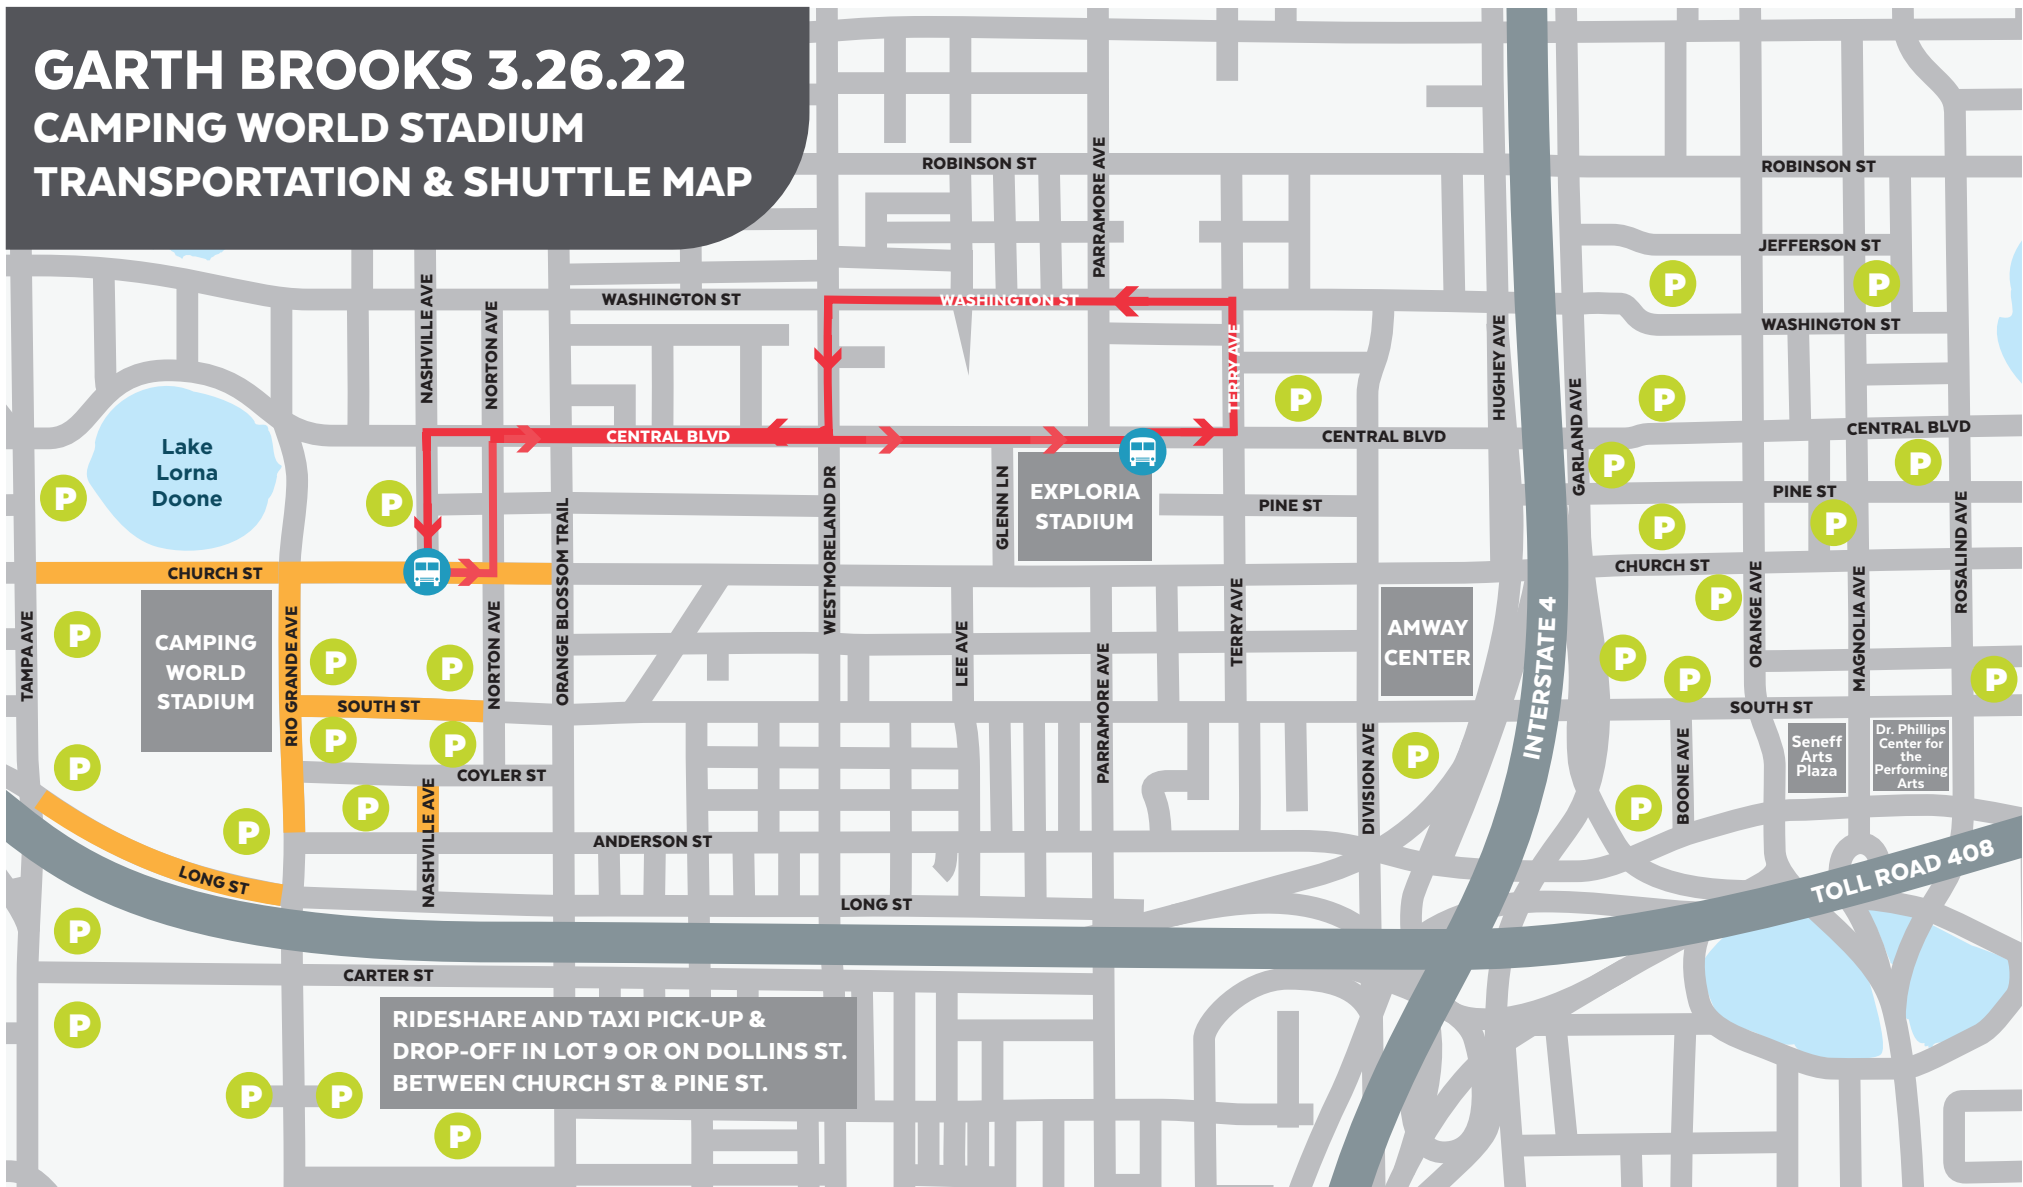 GARTH BROOKS 3.26.22
CAMPING WORLD STADIUM
TRANSPORTATION & SHUTTLE MAP
ROBINSON ST
ROBINSON ST
PARRAMORE AVE
JEFFERSON ST
P
P
NASHVILLE AVE
NORTON AVE
WASHINGTON ST
WASHINGTON ST
WASHINGTON ST
TERRY AVE
HUGHEY AVE
GARLAND AVE
P
P
Lake
Lorna
Doone
CENTRAL BLVD
CENTRAL BLVD
CENTRAL BLVD
P
P
P
P
WESTMORELAND DR
GLENN LN
EXPLORIA
STADIUM
PINE ST
PINE ST
P
P
ORANGE BLOSSOM TRAIL
ROSALIND AVE
CHURCH ST
CHURCH ST
P
TAMPA AVE
P
CAMPING
WORLD
STADIUM
RIO GRANDE AVE
P
P
NORTON AVE
LEE AVE
PARRAMORE AVE
TERRY AVE
AMWAY
CENTER
INTERSTATE 4
P
P
ORANGE AVE
MAGNOLIA AVE
P
SOUTH ST
SOUTH ST
P
P
P
P
DIVISION AVE
BOONE AVE
Seneff
Arts
Plaza
Dr. Phillips
Center for
the
Performing
Arts
COYLER ST
P
P
P
NASHVILLE AVE
ANDERSON ST
LONG ST
LONG ST
TOLL ROAD 408
P
CARTER ST
P
RIDESHARE AND TAXI PICK-UP &
DROP-OFF IN LOT 9 OR ON DOLLINS ST.
BETWEEN CHURCH ST & PINE ST.
P
P
P